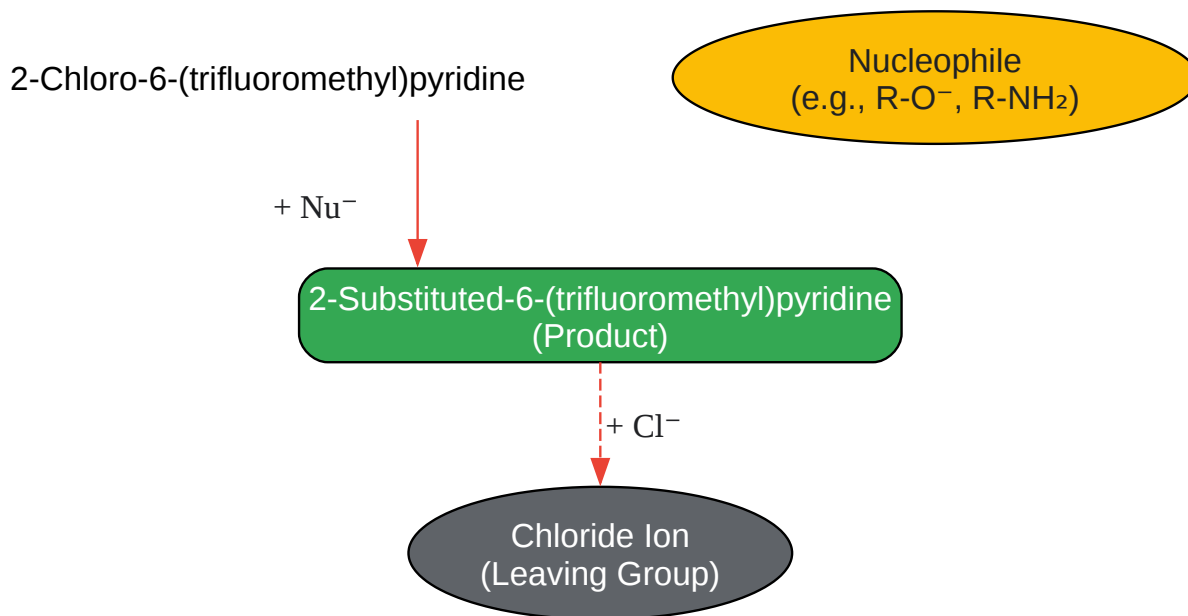 2-Chloro-6-(trifluoromethyl)pyridine
Nucleophile
(e.g., R-O⁻, R-NH₂)
+ Nu⁻
2-Substituted-6-(trifluoromethyl)pyridine
(Product)
+ Cl⁻
Chloride Ion
(Leaving Group)